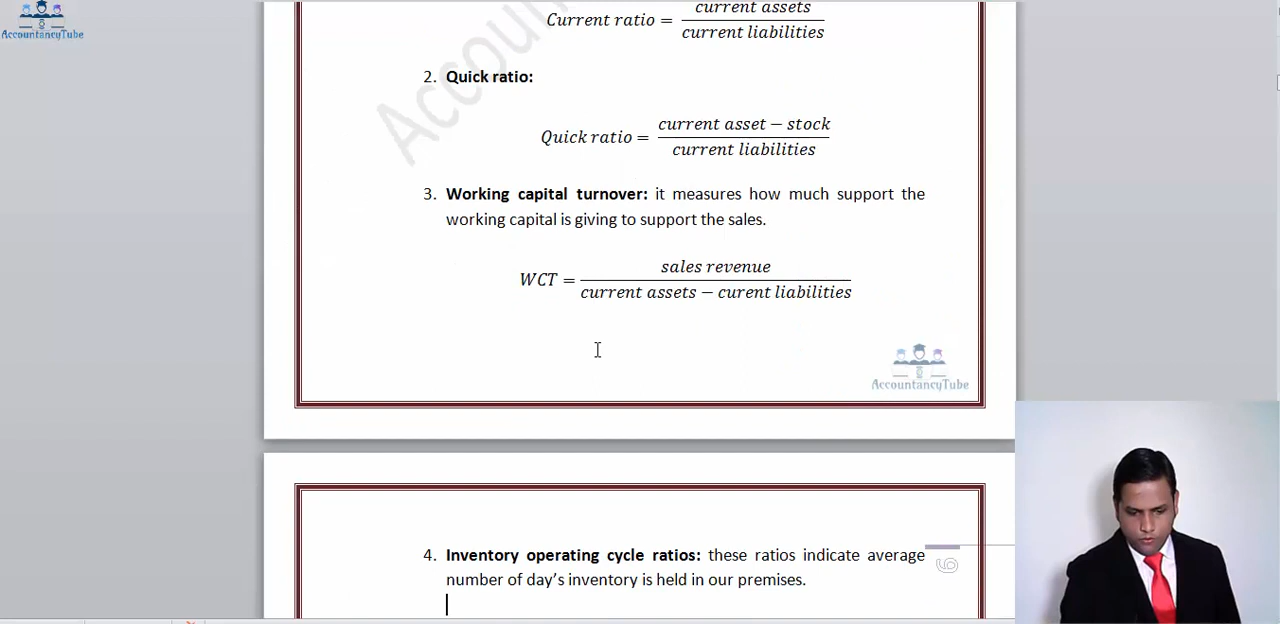 AccountancyTube
Current ratio = current assets
current liabilities
2. Quick ratio:
Quick ratio = current asset − stock
current liabilities
3. Working capital turnover: it measures how much support the
working capital is giving to support the sales.
WCT = sales revenue
current assets − curent liabilities
AccountancyTube
4. Inventory operating cycle ratios: these ratios indicate average
number of day's inventory is held in our premises.